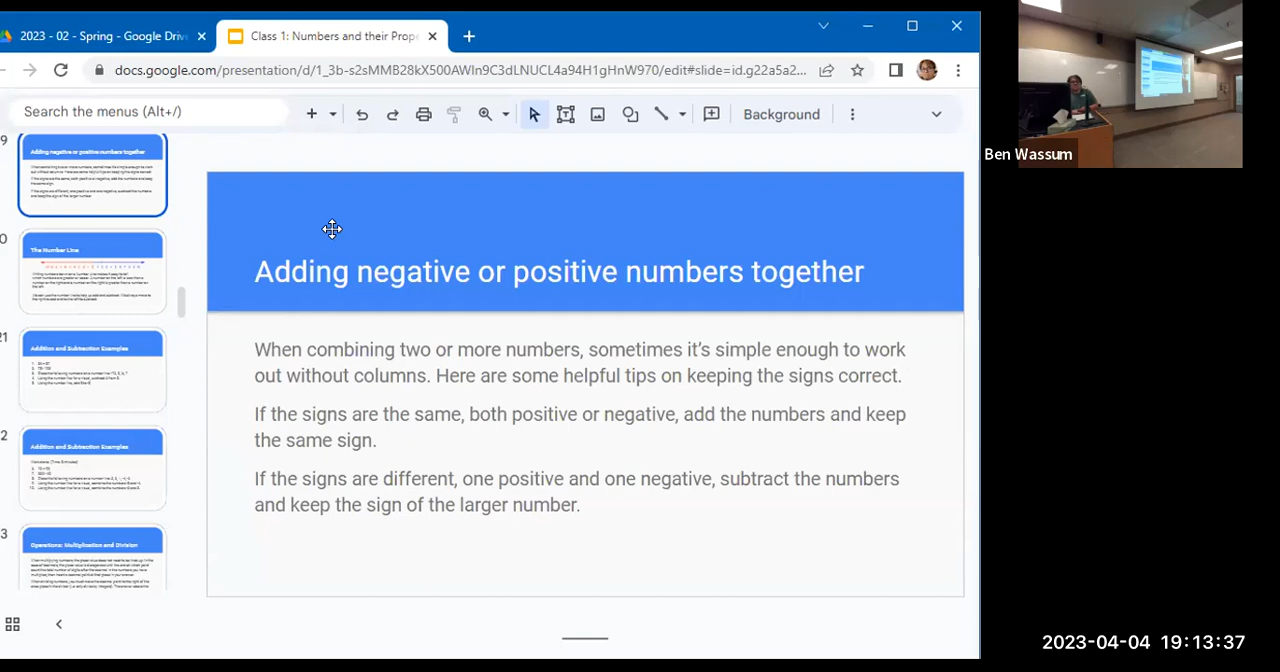 2023 - 02 - Spring - Google Driv
Class 1: Numbers and their Prope
docs.google.com/presentation/d/1_3b-s2sMMB28kX500AWIn9C3dLNUCL4a94H1gHnW970/edit#slide=id.g22a5a2...
Search the menus (Alt+/)
Background
9
Adding negative or positive numbers together
0
The Number Line
21
Addition and Subtraction Examples
2
Addition and Subtraction Examples
3
Operations: Multiplication and Division
Adding negative or positive numbers together
When combining two or more numbers, sometimes it's simple enough to work
out without columns. Here are some helpful tips on keeping the signs correct.
If the signs are the same, both positive or negative, add the numbers and keep
the same sign.
If the signs are different, one positive and one negative, subtract the numbers
and keep the sign of the larger number.
Ben Wassum
2023-04-04 19:13:37